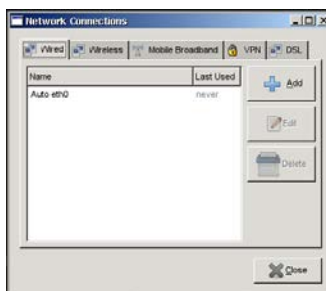 Network Connections
Wired Wireless Mobile Broadband VPN DSL
Name Last Used
Auto eth0 never
Add
Edit
Delete
Close